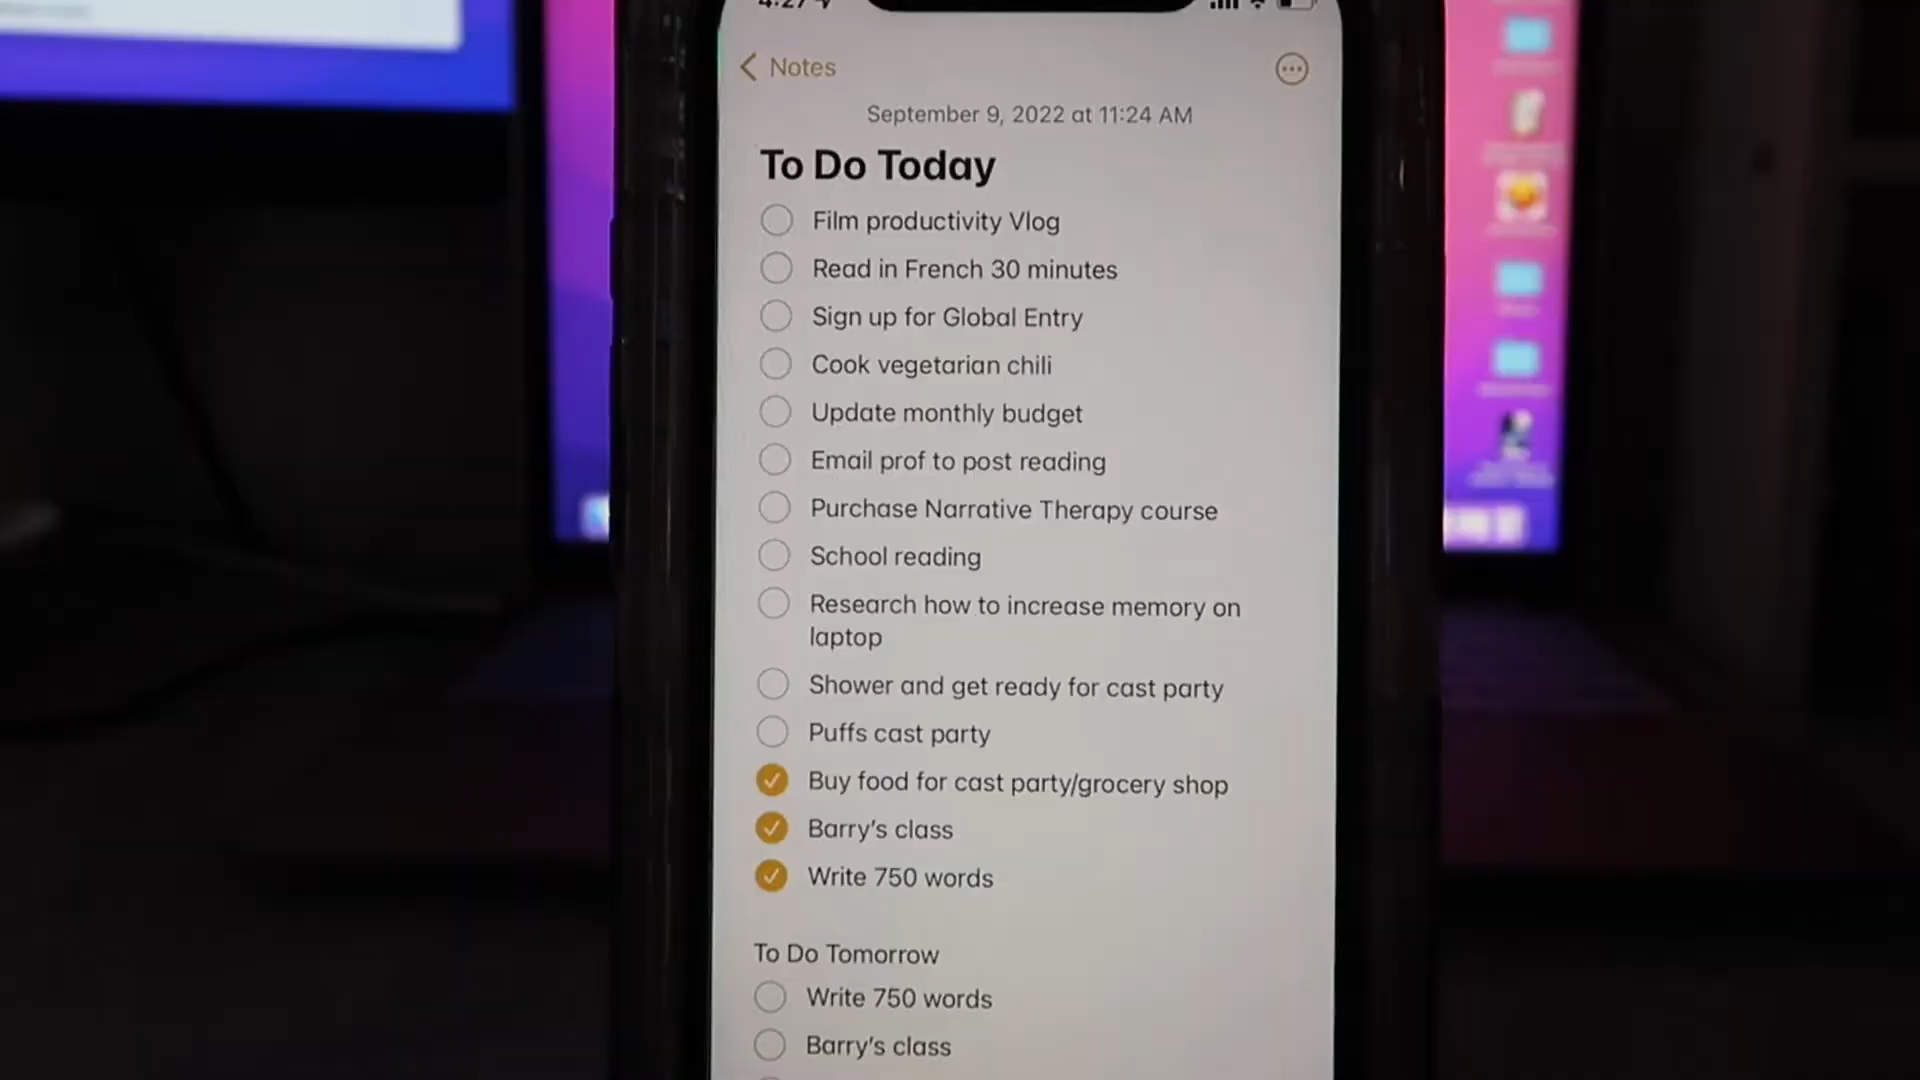 4:27
Notes
September 9, 2022 at 11:24 AM
To Do Today
Film productivity Vlog
Read in French 30 minutes
Sign up for Global Entry
Cook vegetarian chili
Update monthly budget
Email prof to post reading
Purchase Narrative Therapy course
School reading
Research how to increase memory on
laptop
Shower and get ready for cast party
Puffs cast party
Buy food for cast party/grocery shop
Barry's class
Write 750 words
To Do Tomorrow
Write 750 words
Barry's class